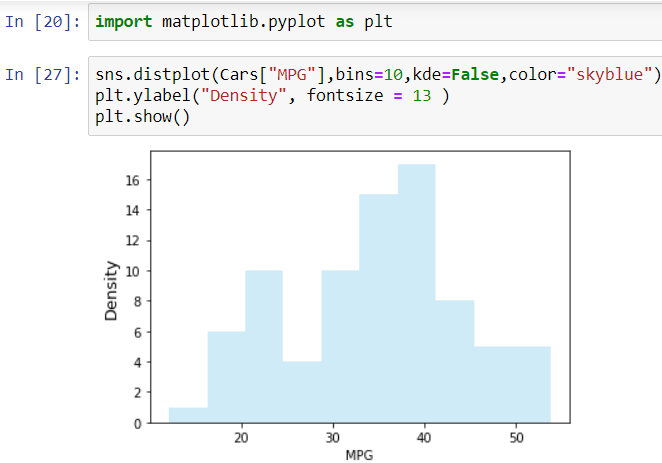 In [20]: import matplotlib.pyplot as plt
In [27]: sns.distplot(Cars["MPG"],bins=10,kde=False,color="skyblue")
plt.ylabel("Density", fontsize = 13 )
plt.show()
16
14
12
10
8
6
4
2
0
Density
20 30 40 50
MPG